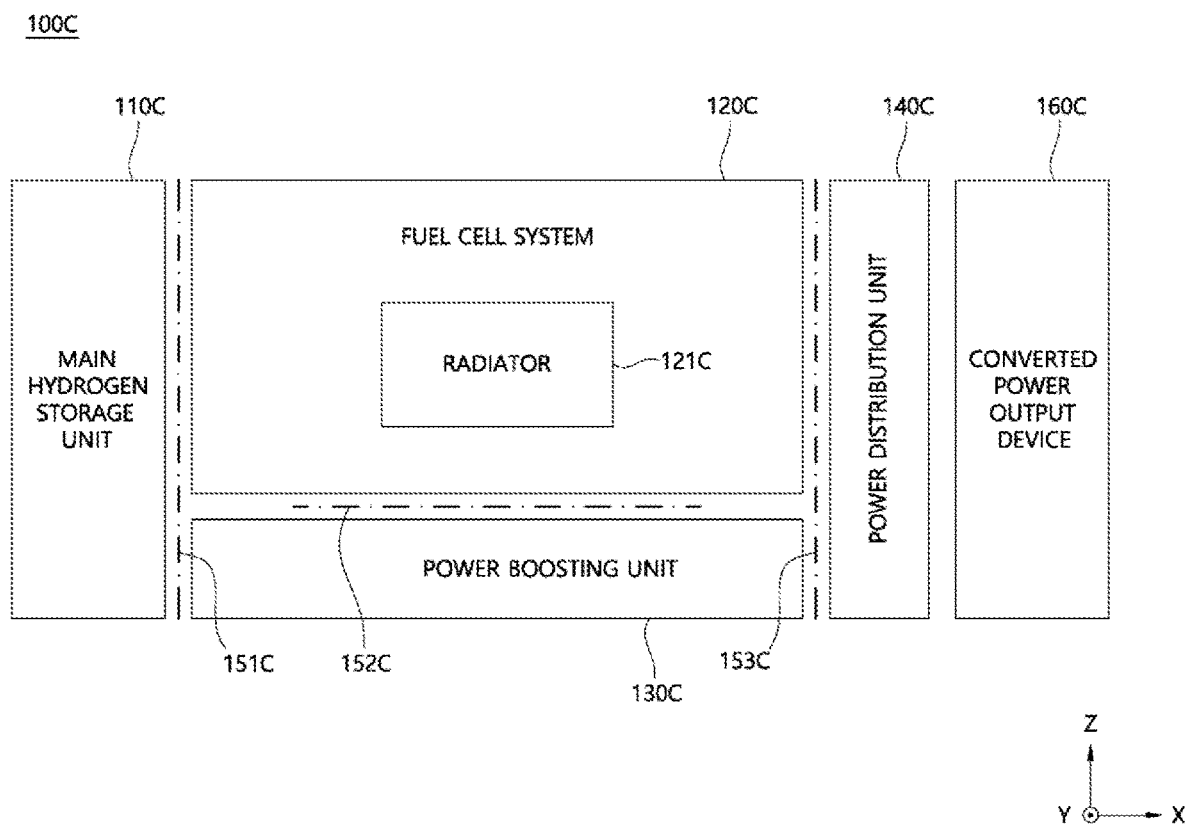 100C
110C
120C
140C
160C
FUEL CELL SYSTEM
RADIATOR
121C
MAIN
HYDROGEN
STORAGE
UNIT
POWER DISTRIBUTION UNIT
CONVERTED
POWER
OUTPUT
DEVICE
POWER BOOSTING UNIT
151C
152C
153C
130C
Z
Y
X